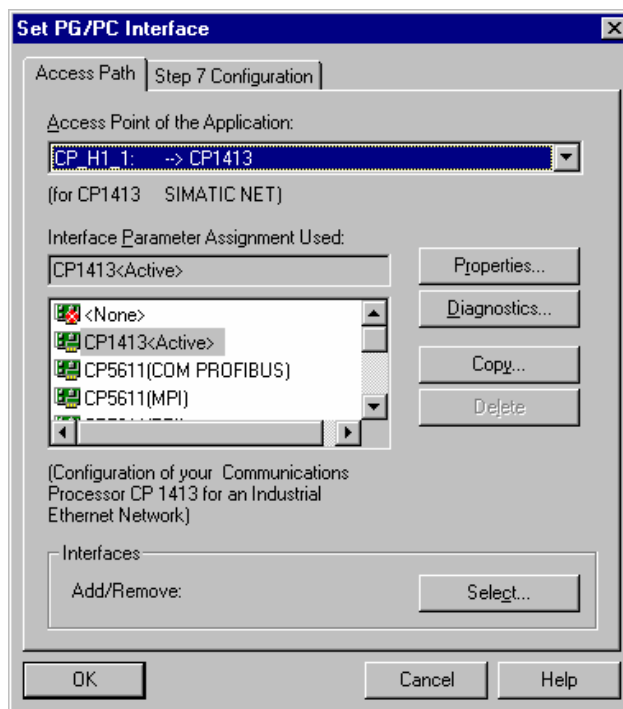 Set PG/PC Interface
Access Path
Step 7 Configuration
Access Point of the Application:
CP_H1_1: --> CP1413
(for CP1413 SIMATIC NET)
Interface Parameter Assignment Used:
CP1413<Active>
Properties...
<None>
CP1413<Active>
CP5611(COM PROFIBUS)
CP5611(MPI)
Diagnostics...
Copy...
Delete
(Configuration of your Communications
Processor CP 1413 for an Industrial
Ethernet Network)
Interfaces
Add/Remove:
Select...
OK
Cancel
Help